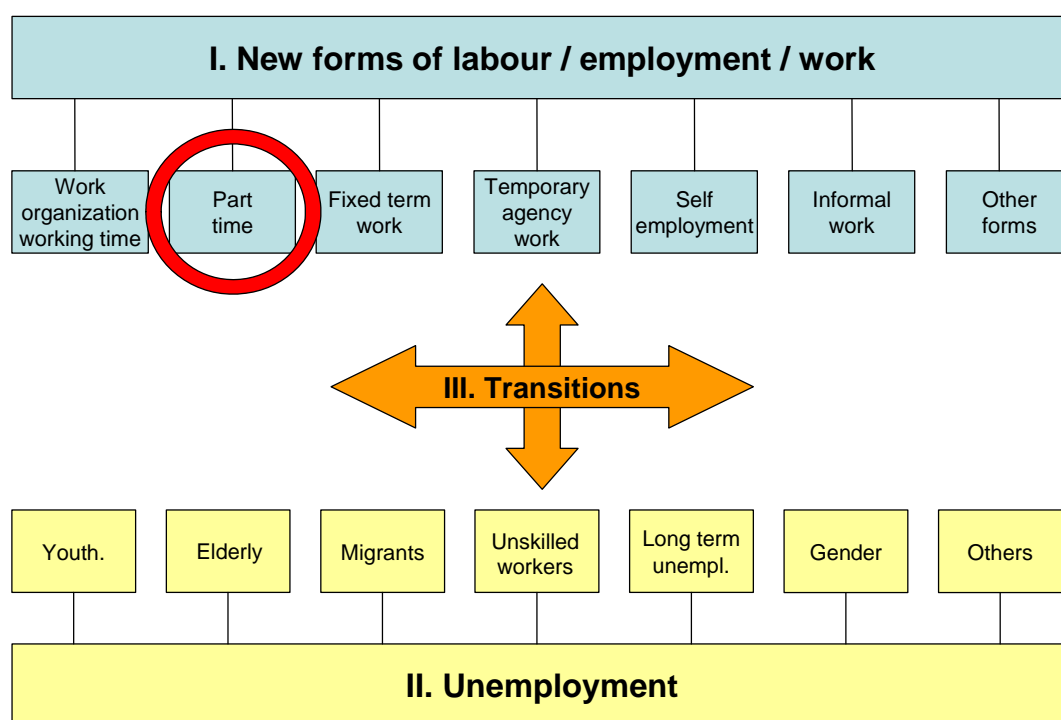 I. New forms of labour / employment / work
Work
organization
working time
Part
time
Fixed term
work
Temporary
agency
work
Self
employment
Informal
work
Other
forms
III. Transitions
Youth.
Elderly
Migrants
Unskilled
workers
Long term
unempl.
Gender
Others
II. Unemployment